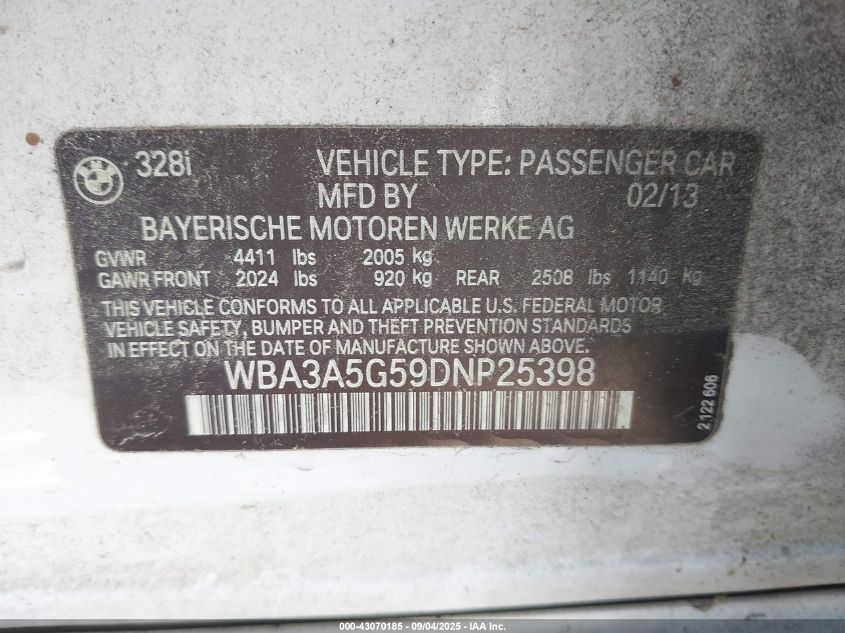 328i VEHICLE TYPE: PASSENGER CAR
MFD BY 02/13
BAYERISCHE MOTOREN WERKE AG
GVWR 4411 lbs 2005 kg
GAWR FRONT 2024 lbs 920 kg REAR 2508 lbs 1140 kg
THIS VEHICLE CONFORMS TO ALL APPLICABLE U.S. FEDERAL MOTOR
VEHICLE SAFETY, BUMPER AND THEFT PREVENTION STANDARDS
IN EFFECT ON THE DATE OF MANUFACTURE SHOWN ABOVE.
WBA3A5G59DNP25398
2 122 606
000-43070185 - 09/04/2025 - IAA Inc.